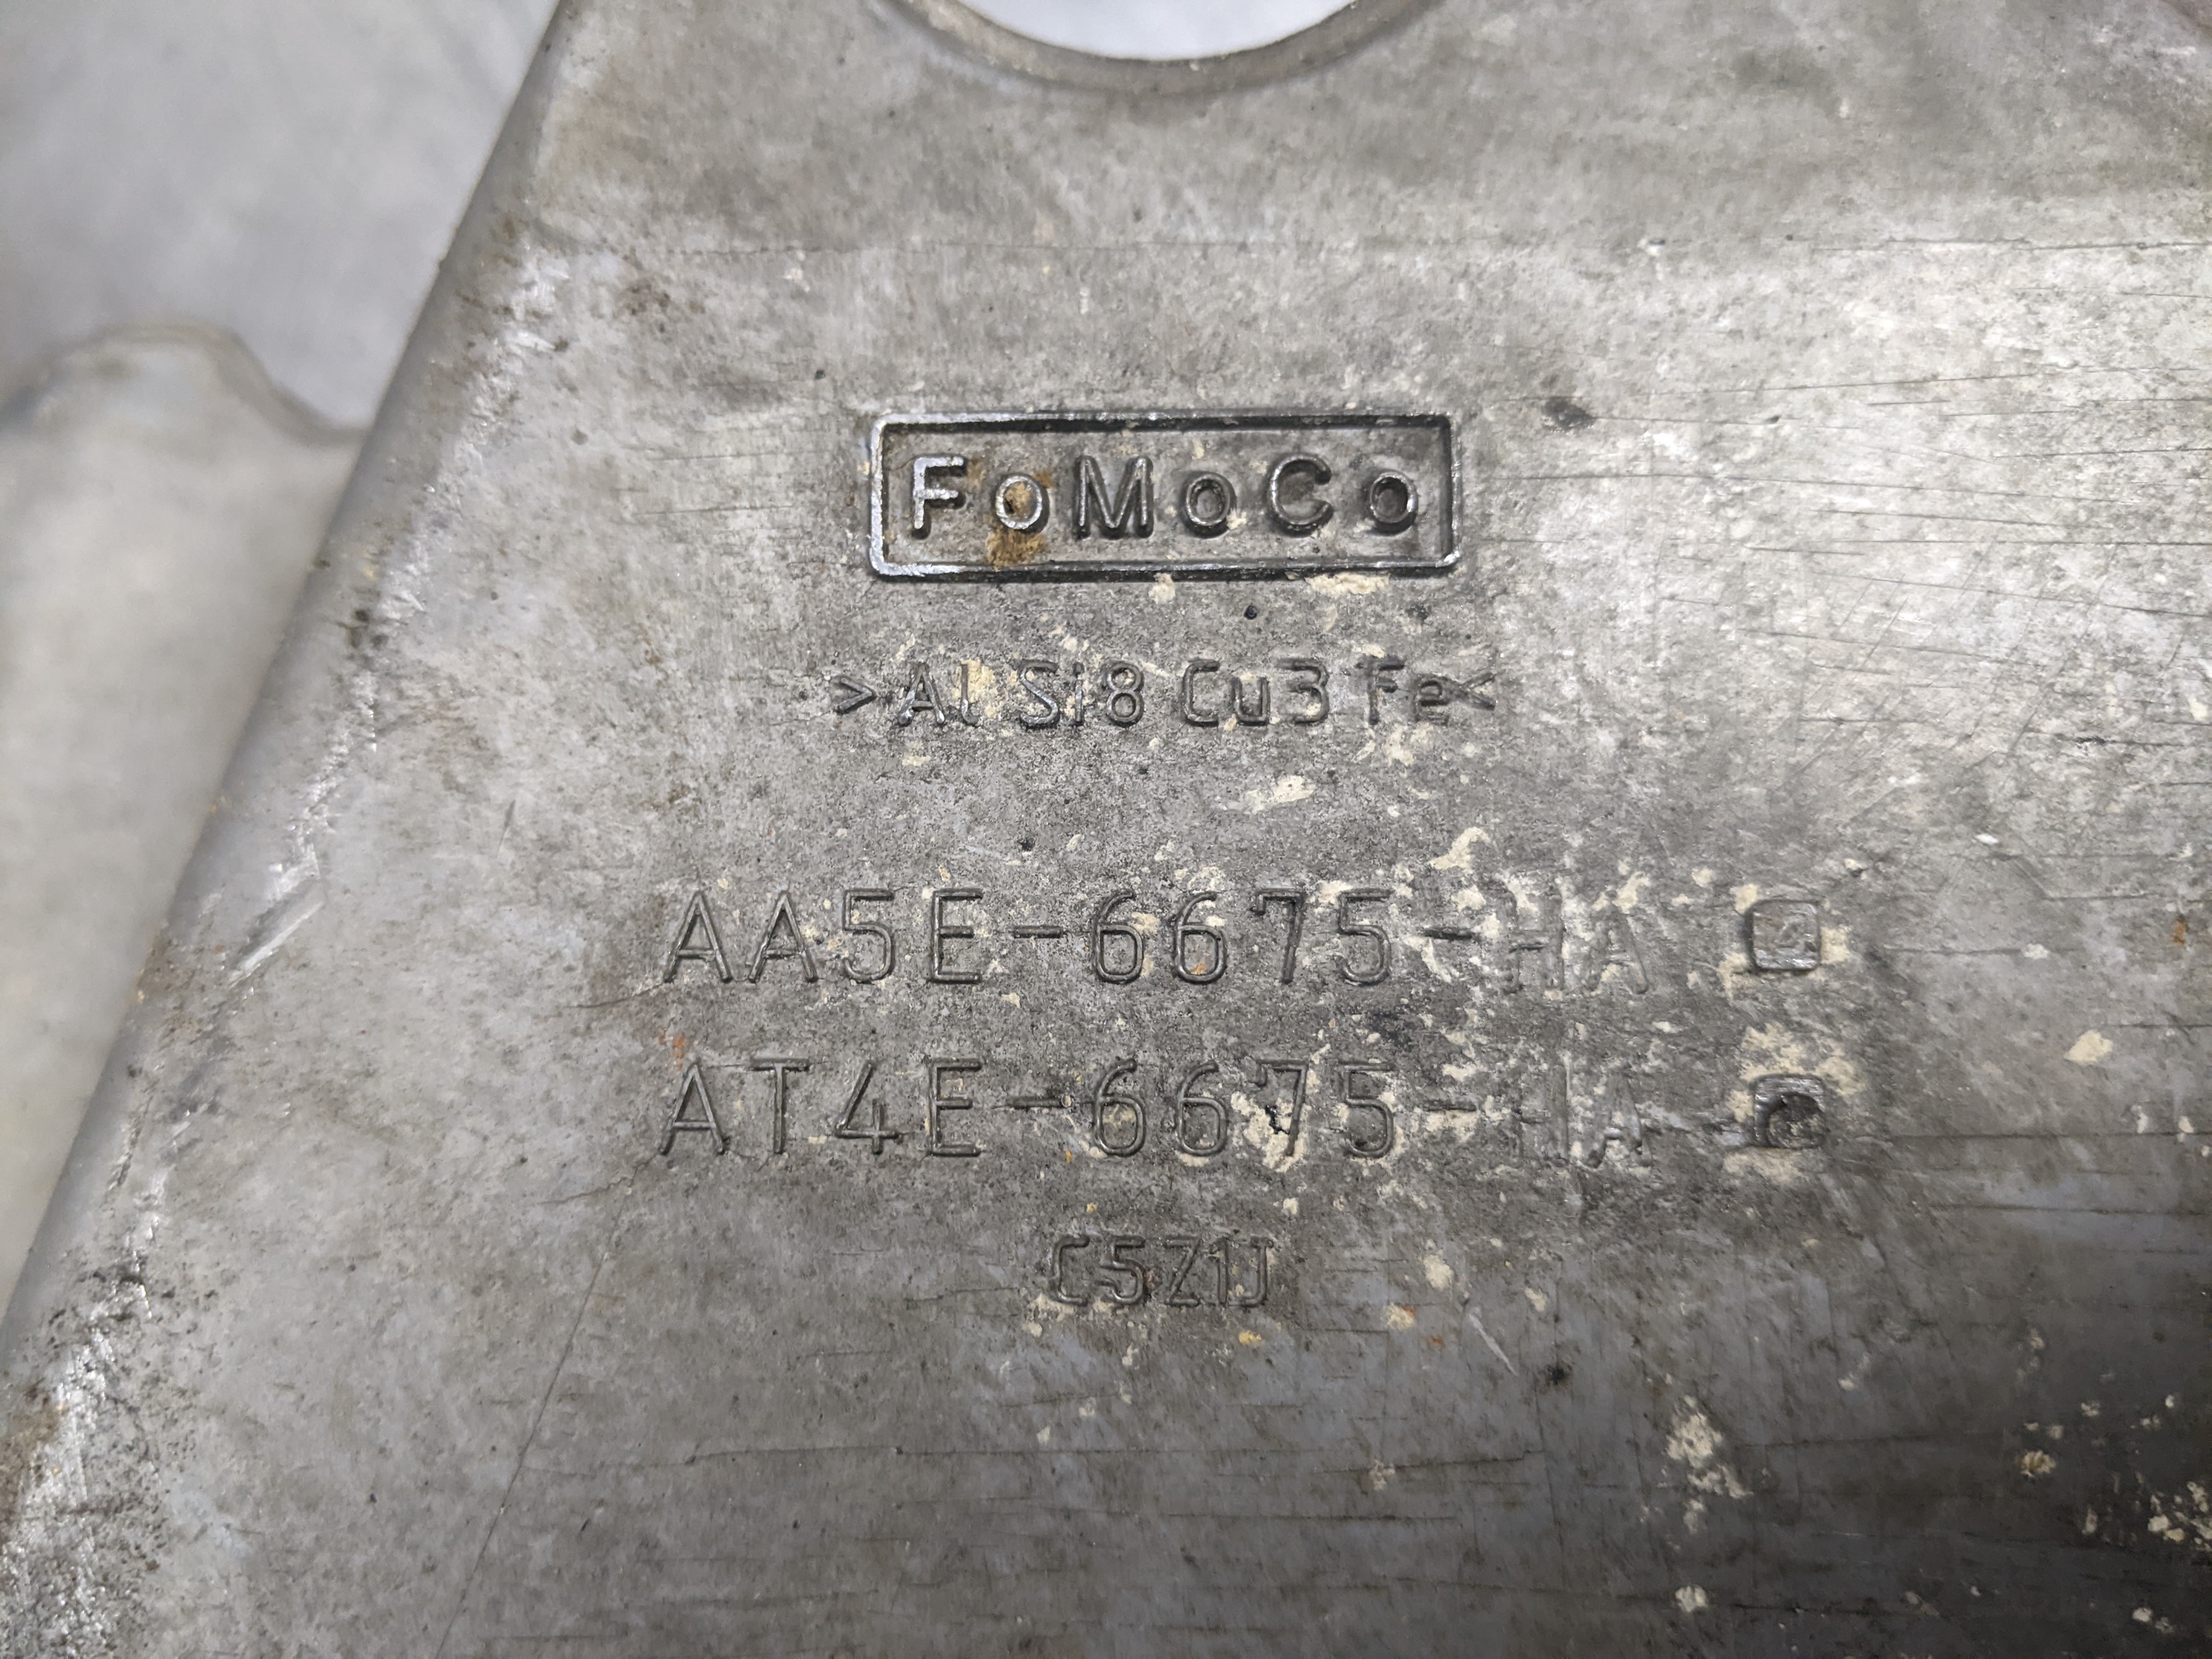 FoMoCo
>Al Si8 Cu3 Fe<
AA5E-6675-HA
AT4E-6675-HA
C5Z1J